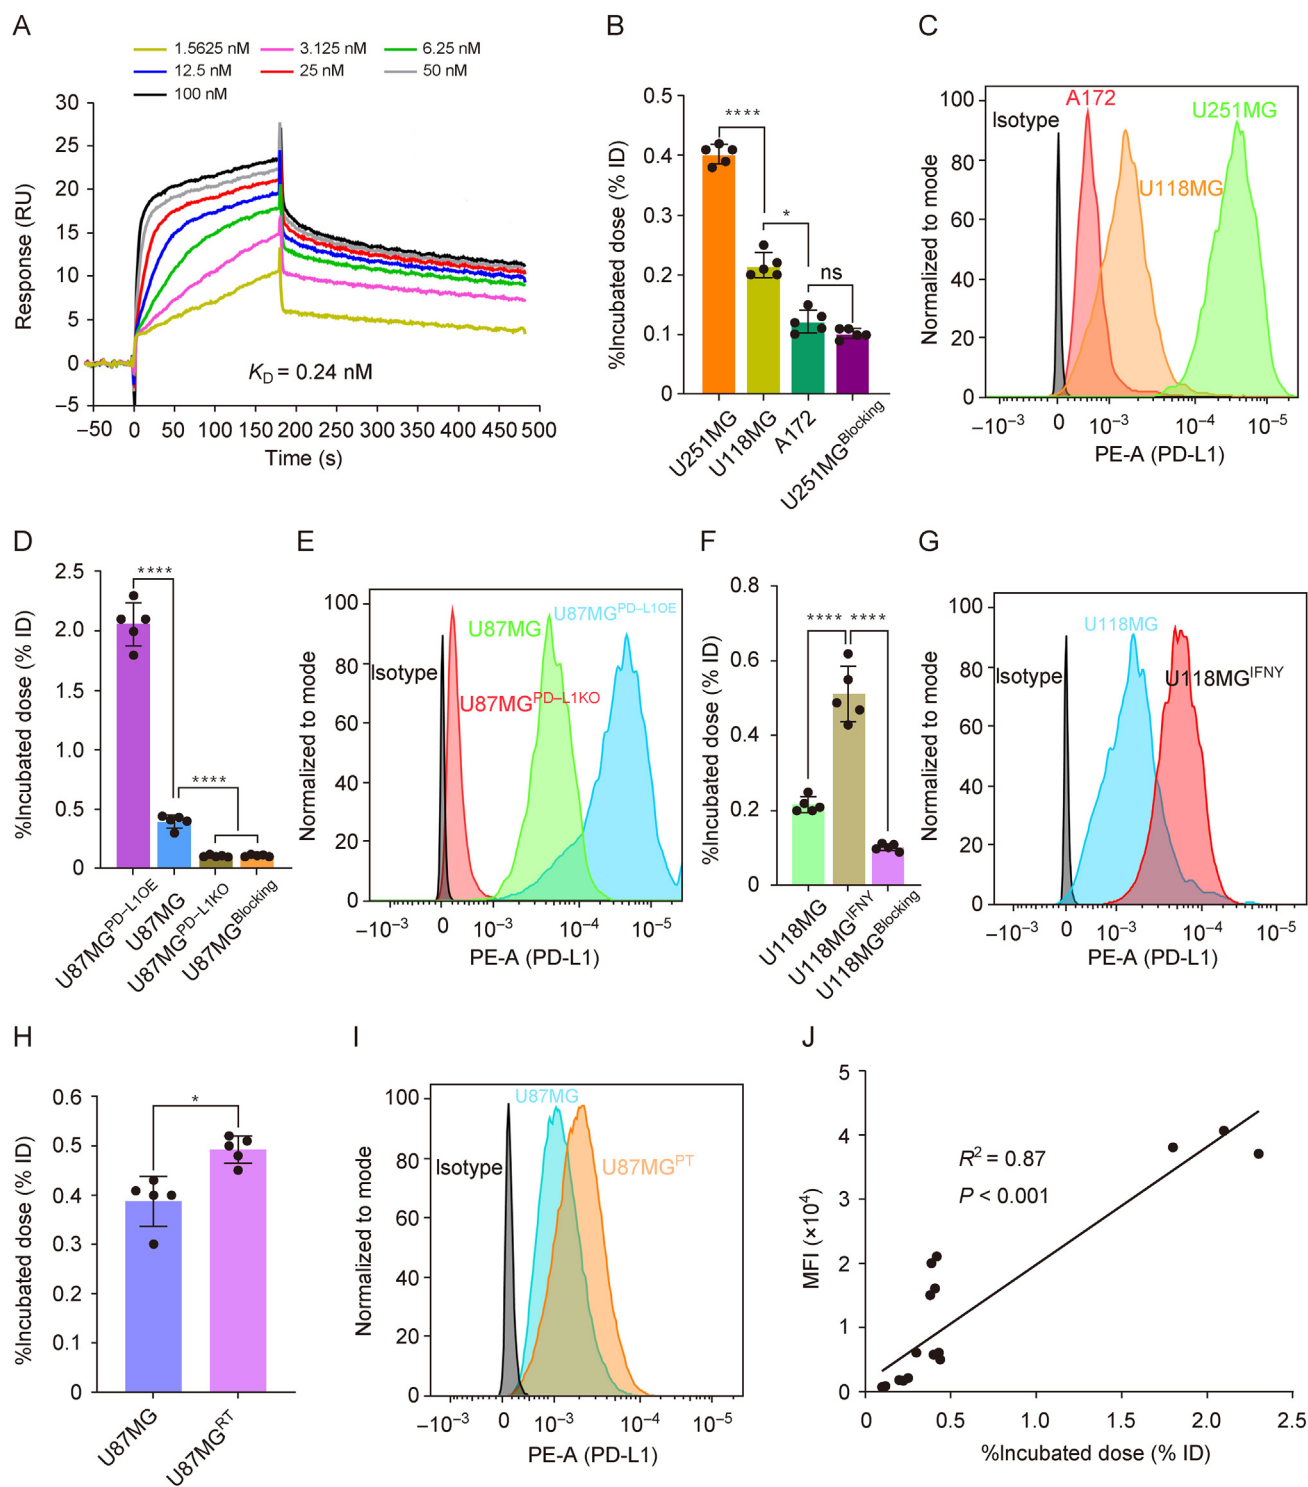 A
1.5625 nM 3.125 nM 6.25 nM
12.5 nM 25 nM 50 nM
100 nM
30
25
20
15
10
5
0
−5
Response (RU)
K_D = 0.24 nM
−50 0 50 100 150 200 250 300 350 400 450 500
Time (s)
B
0.5
0.4
0.3
0.2
0.1
0
%Incubated dose (% ID)
****
*
ns
U251MG
U118MG
A172
U251MG^Blocking
C
100
80
60
40
20
0
Normalized to mode
Isotype
A172
U118MG
U251MG
−10^−3 0 10^−3 10^−4 10^−5
PE-A (PD-L1)
D
2.5
2.0
1.5
1.0
0.5
0
%Incubated dose (% ID)
****
****
U87MG^PD–L1OE
U87MG
U87MG^PD–L1KO
U87MG^Blocking
E
100
80
60
40
20
0
Normalized to mode
Isotype
U87MG
U87MG^PD–L1OE
U87MG^PD–L1KO
−10^−3 0 10^−3 10^−4 10^−5
PE-A (PD-L1)
F
0.8
0.6
0.4
0.2
0
%Incubated dose (% ID)
**** ****
U118MG
U118MG^IFNY
U118MG^Blocking
G
100
80
60
40
20
0
Normalized to mode
Isotype
U118MG
U118MG^IFNY
−10^−3 0 10^−3 10^−4 10^−5
PE-A (PD-L1)
H
0.6
0.5
0.4
0.3
0.2
0.1
0
%Incubated dose (% ID)
*
U87MG
U87MG^RT
I
100
80
60
40
20
0
Normalized to mode
Isotype
U87MG
U87MG^PT
−10^−3 0 10^−3 10^−4 10^−5
PE-A (PD-L1)
J
5
4
3
2
1
0
MFI (×10^4)
R^2 = 0.87
P < 0.001
0 0.5 1.0 1.5 2.0 2.5
%Incubated dose (% ID)